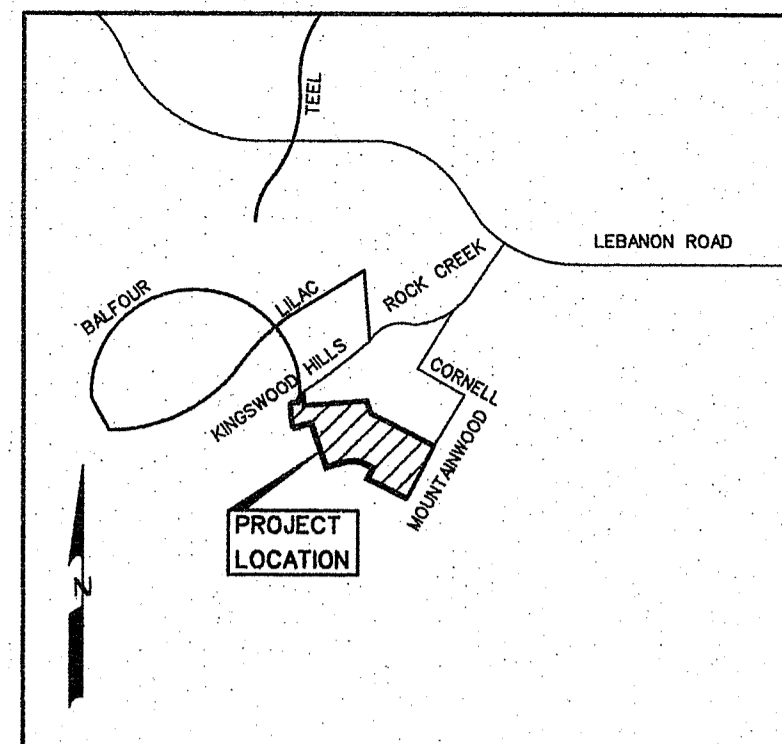 TEEL
LEBANON ROAD
ROCK CREEK
LILAC
BALFOUR
KINGSWOOD HILLS
CORNELL
MOUNTAINWOOD
PROJECT
LOCATION
N